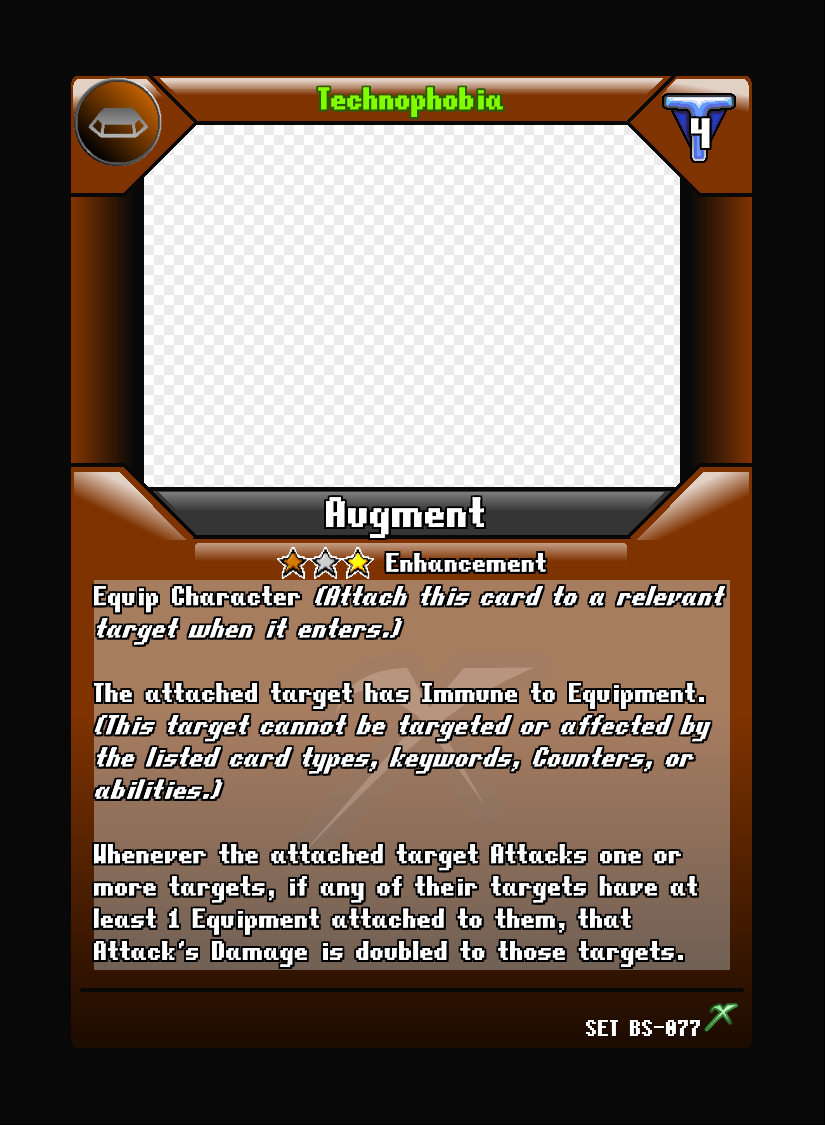 Technophobia
4
Augment
Enhancement
Equip Character (Attach this card to a relevant
target when it enters.)
The attached target has Immune to Equipment.
(This target cannot be targeted or affected by
the listed card types, keywords, Counters, or
abilities.)
Whenever the attached target Attacks one or
more targets, if any of their targets have at
least 1 Equipment attached to them, that
Attack's Damage is doubled to those targets.
SET BS-077